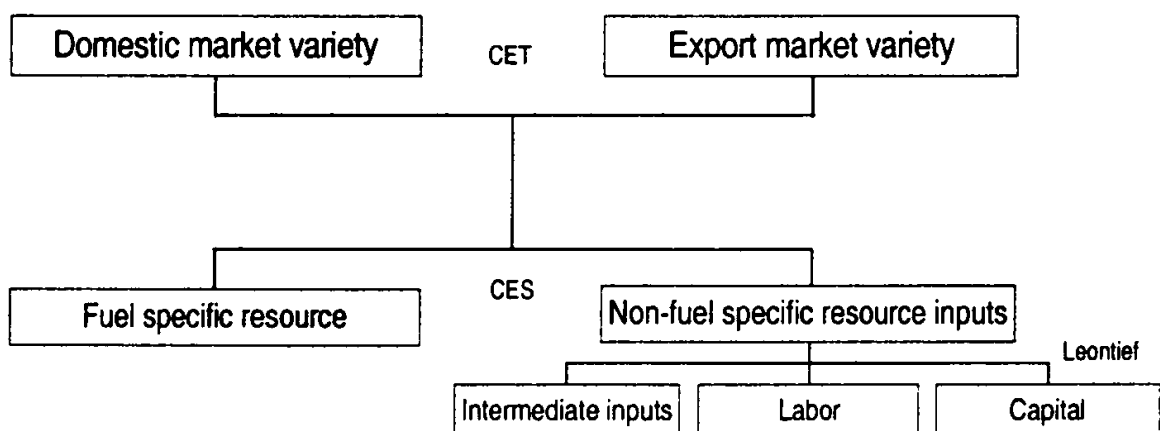 Domestic market variety
CET
Export market variety
CES
Fuel specific resource
Non-fuel specific resource inputs
Leontief
Intermediate inputs
Labor
Capital